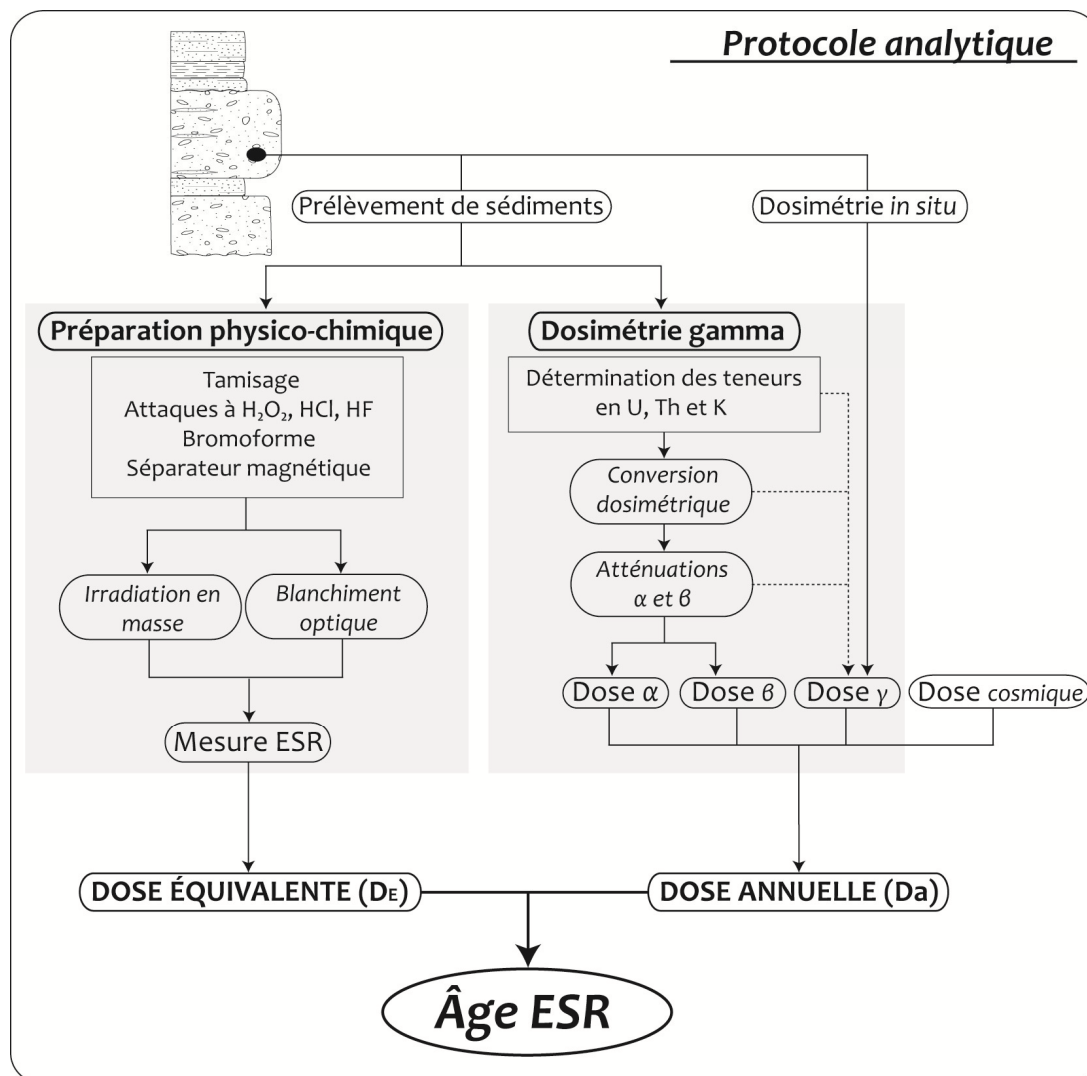 Protocole analytique
Prélèvement de sédiments
Dosimétrie in situ
Préparation physico-chimique
Tamisage
Attaques à H₂O₂, HCl, HF
Bromoforme
Séparateur magnétique
Irradiation en
masse
Blanchiment
optique
Mesure ESR
Dosimétrie gamma
Détermination des teneurs
en U, Th et K
Conversion
dosimétrique
Atténuations
α et β
Dose α
Dose β
Dose γ
Dose cosmique
DOSE ÉQUIVALENTE (DE)
DOSE ANNUELLE (Da)
Âge ESR